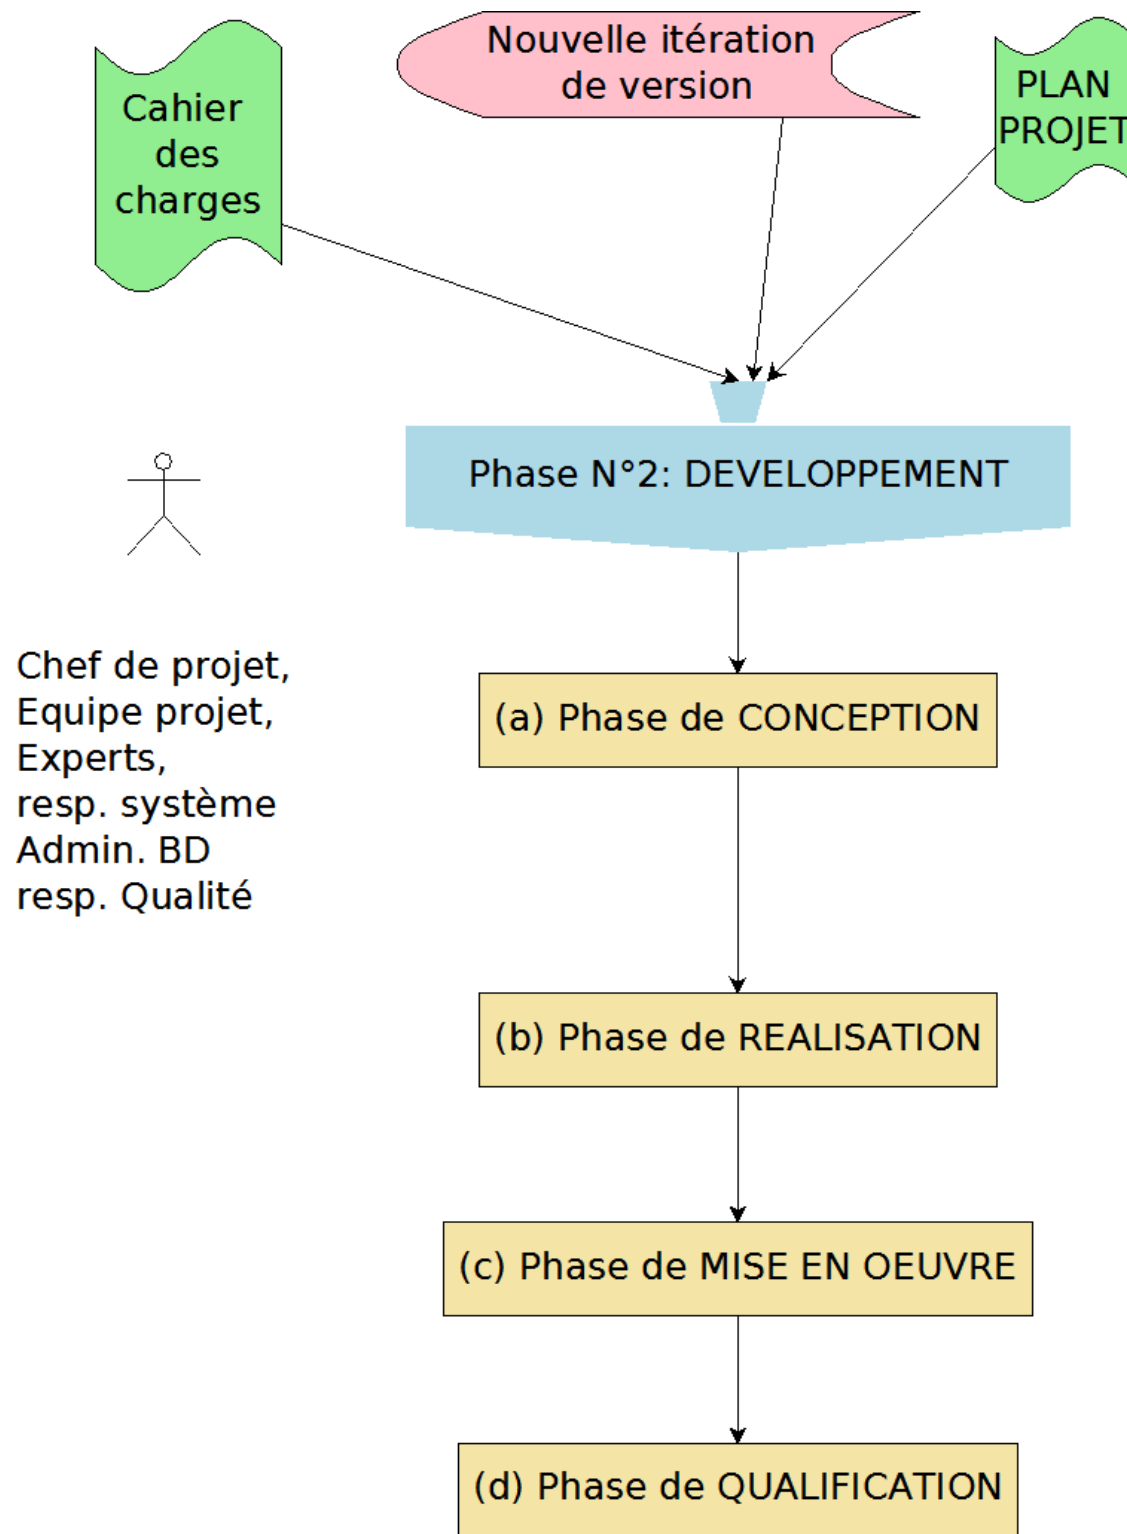 Cahier
des
charges
Nouvelle itération
de version
PLAN
PROJET
Phase N°2: DEVELOPPEMENT
Chef de projet,
Equipe projet,
Experts,
resp. système
Admin. BD
resp. Qualité
(a) Phase de CONCEPTION
(b) Phase de REALISATION
(c) Phase de MISE EN OEUVRE
(d) Phase de QUALIFICATION